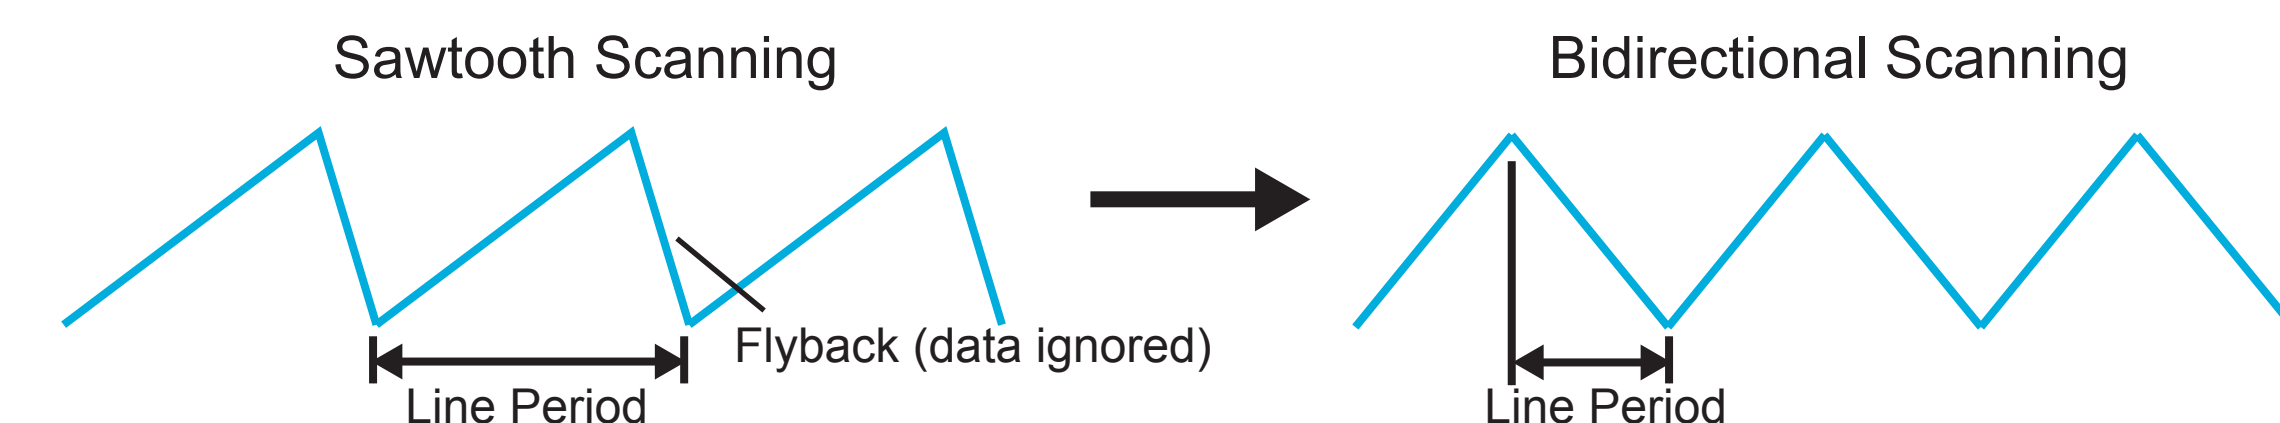 Sawtooth Scanning
Bidirectional Scanning
Flyback (data ignored)
Line Period
Line Period